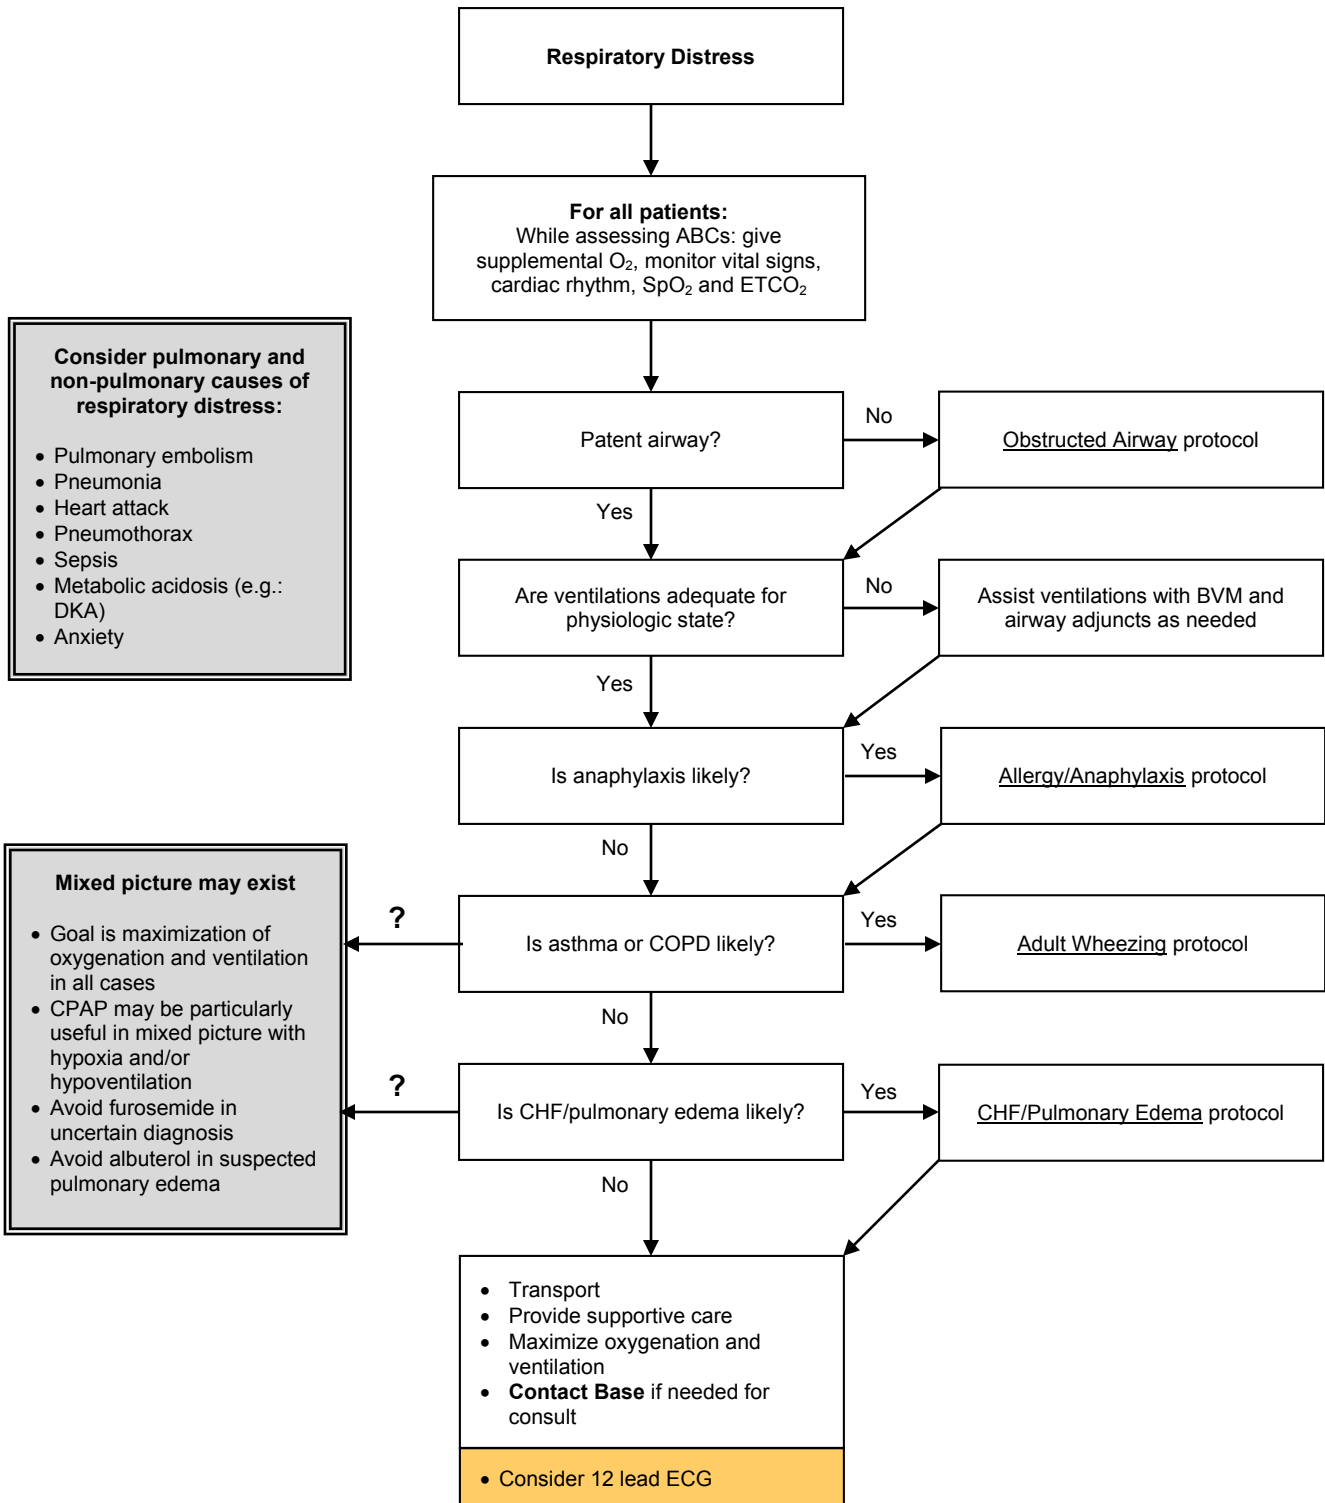 Respiratory Distress
For all patients:
While assessing ABCs: give
supplemental O₂, monitor vital signs,
cardiac rhythm, SpO₂ and ETCO₂
Consider pulmonary and
non-pulmonary causes of
respiratory distress:
• Pulmonary embolism
• Pneumonia
• Heart attack
• Pneumothorax
• Sepsis
• Metabolic acidosis (e.g.:
DKA)
• Anxiety
Patent airway?
No
Obstructed Airway protocol
Yes
Are ventilations adequate for
physiologic state?
No
Assist ventilations with BVM and
airway adjuncts as needed
Yes
Is anaphylaxis likely?
Yes
Allergy/Anaphylaxis protocol
No
Mixed picture may exist
• Goal is maximization of
oxygenation and ventilation
in all cases
• CPAP may be particularly
useful in mixed picture with
hypoxia and/or
hypoventilation
• Avoid furosemide in
uncertain diagnosis
• Avoid albuterol in suspected
pulmonary edema
?
Is asthma or COPD likely?
Yes
Adult Wheezing protocol
No
?
Is CHF/pulmonary edema likely?
Yes
CHF/Pulmonary Edema protocol
No
• Transport
• Provide supportive care
• Maximize oxygenation and
ventilation
• Contact Base if needed for
consult
• Consider 12 lead ECG